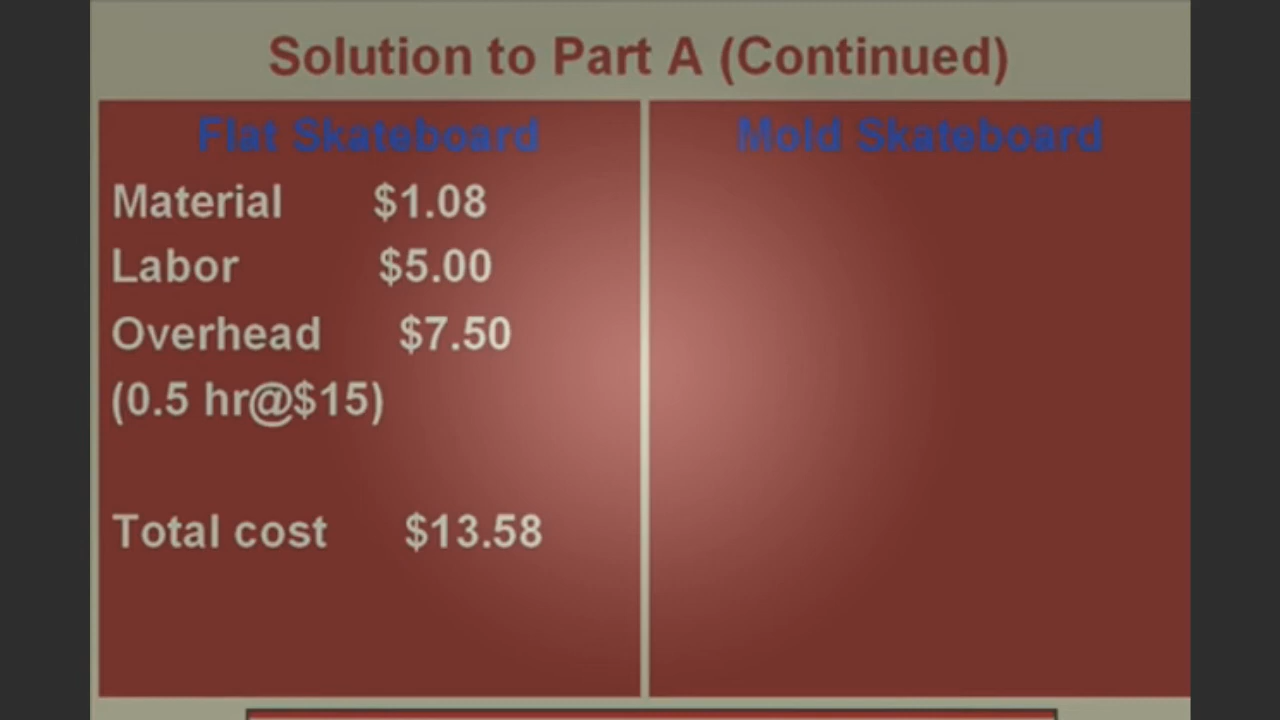 Solution to Part A (Continued)
Flat Skateboard
Material $1.08
Labor $5.00
Overhead $7.50
(0.5 hr@$15)
Total cost $13.58
Mold Skateboard